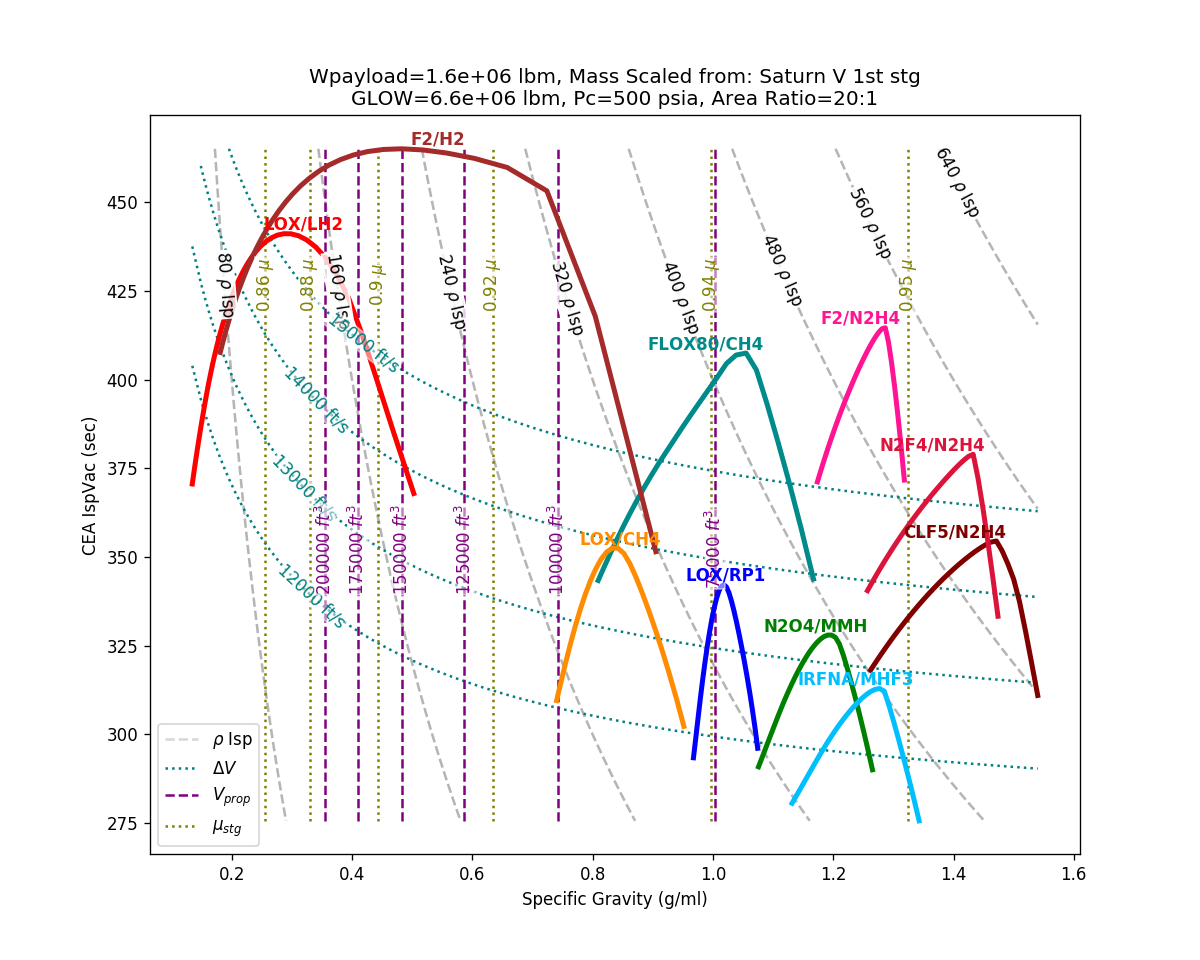 Wpayload=1.6e+06 lbm, Mass Scaled from: Saturn V 1st stg
GLOW=6.6e+06 lbm, Pc=500 psia, Area Ratio=20:1
F2/H2
LOX/LH2
640 ρ Isp
560 ρ Isp
480 ρ Isp
400 ρ Isp
320 ρ Isp
240 ρ Isp
160 ρ Isp
80 ρ Isp
0.86 μ
0.88 μ
0.9 μ
0.92 μ
0.94 μ
0.95 μ
F2/N2H4
FLOX80/CH4
N2F4/N2H4
CLF5/N2H4
LOX/CH4
LOX/RP1
N2O4/MMH
IRFNA/MHF3
15000 ft/s
14000 ft/s
13000 ft/s
12000 ft/s
200000 ft³
175000 ft³
150000 ft³
125000 ft³
100000 ft³
75000 ft³
450
425
400
375
350
325
300
275
CEA IspVac (sec)
ρ Isp
ΔV
V_prop
μ_stg
0.2 0.4 0.6 0.8 1.0 1.2 1.4 1.6
Specific Gravity (g/ml)